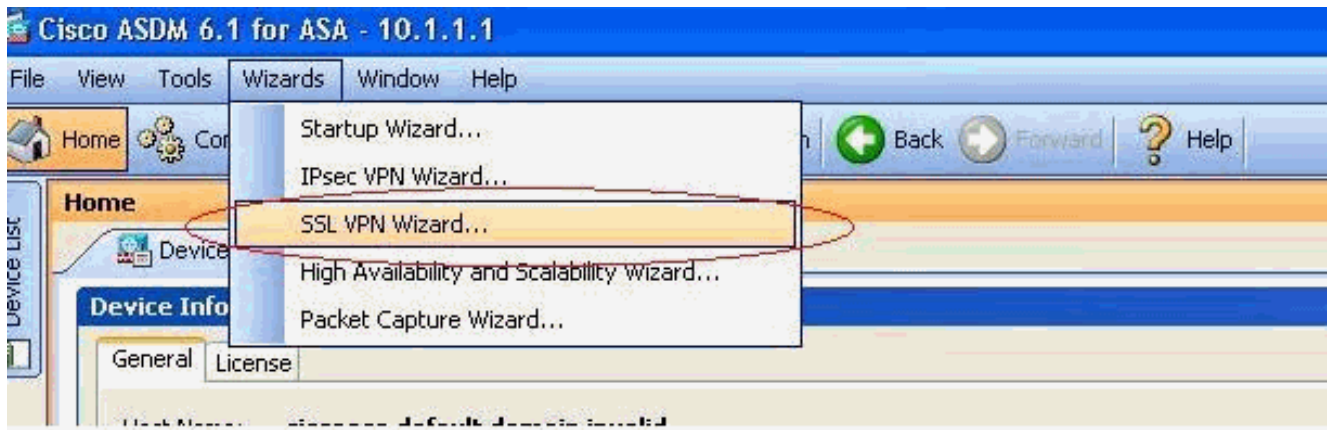 Cisco ASDM 6.1 for ASA - 10.1.1.1
File View Tools Wizards Window Help
Home Back Forward Help
Startup Wizard...
IPsec VPN Wizard...
SSL VPN Wizard...
High Availability and Scalability Wizard...
Packet Capture Wizard...
Home
Device List
Device
Device Info
General License